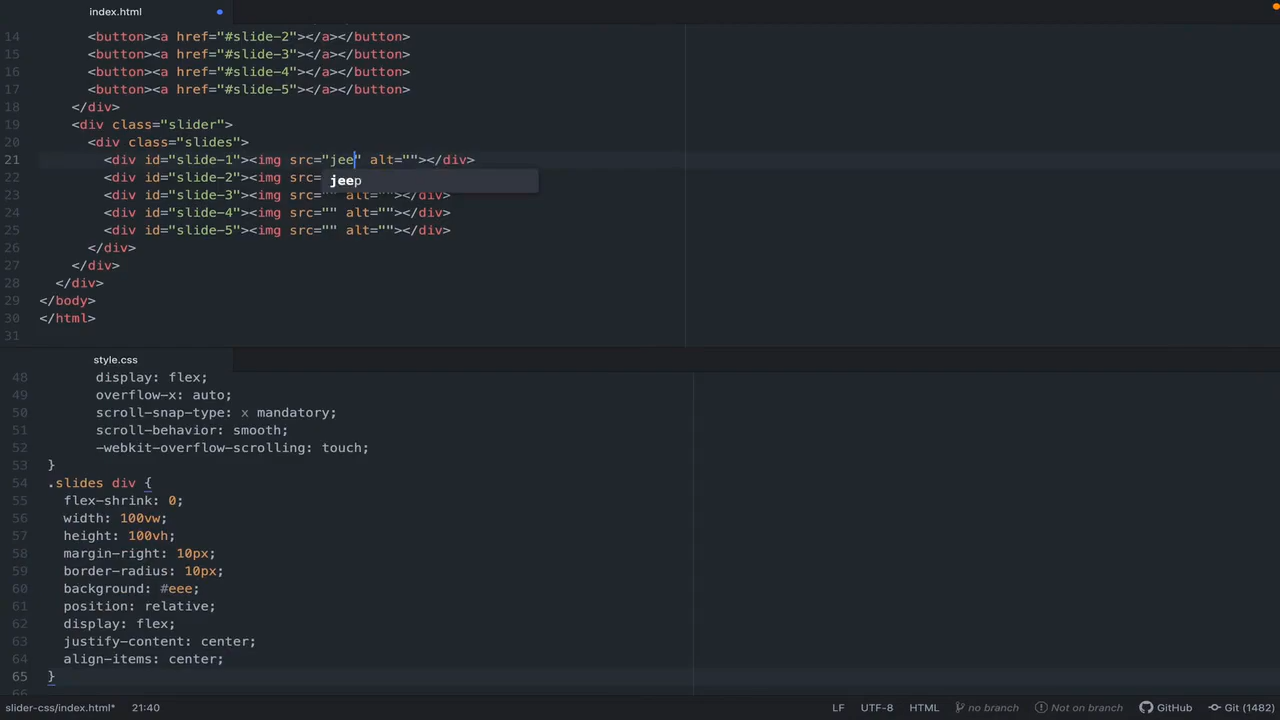 index.html
14 <button><a href="#slide-2"></a></button>
15 <button><a href="#slide-3"></a></button>
16 <button><a href="#slide-4"></a></button>
17 <button><a href="#slide-5"></a></button>
18 </div>
19 <div class="slider">
20 <div class="slides">
21 <div id="slide-1"><img src="jee" alt=""></div>
22 <div id="slide-2"><img src=
jeep
23 <div id="slide-3"><img src="" alt=""></div>
24 <div id="slide-4"><img src="" alt=""></div>
25 <div id="slide-5"><img src="" alt=""></div>
26 </div>
27 </div>
28 </div>
29 </body>
30 </html>
31
style.css
48 display: flex;
49 overflow-x: auto;
50 scroll-snap-type: x mandatory;
51 scroll-behavior: smooth;
52 -webkit-overflow-scrolling: touch;
53 }
54 .slides div {
55 flex-shrink: 0;
56 width: 100vw;
57 height: 100vh;
58 margin-right: 10px;
59 border-radius: 10px;
60 background: #eee;
61 position: relative;
62 display: flex;
63 justify-content: center;
64 align-items: center;
65 }
66
slider-css/index.html* 21:40 LF UTF-8 HTML no branch Not on branch GitHub Git (1482)